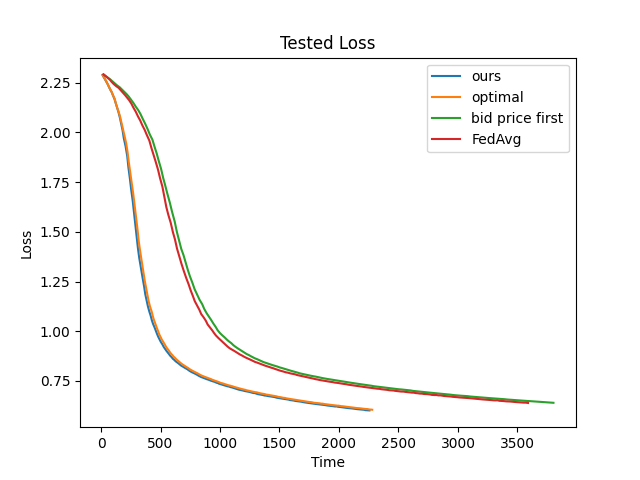 Tested Loss
ours
optimal
bid price first
FedAvg
2.25
2.00
1.75
1.50
1.25
1.00
0.75
Loss
0 500 1000 1500 2000 2500 3000 3500
Time